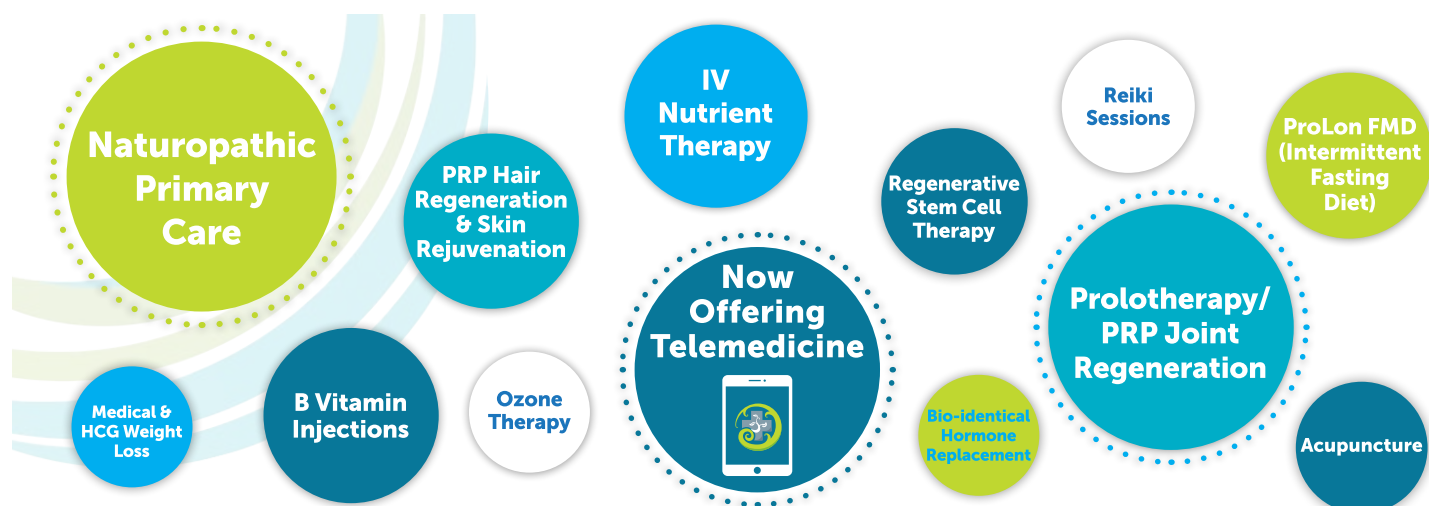 Naturopathic
Primary
Care
PRP Hair
Regeneration
& Skin
Rejuvenation
Medical &
HCG Weight
Loss
B Vitamin
Injections
Ozone
Therapy
IV
Nutrient
Therapy
Now
Offering
Telemedicine
Regenerative
Stem Cell
Therapy
Reiki
Sessions
ProLon FMD
(Intermittent
Fasting
Diet)
Prolotherapy/
PRP Joint
Regeneration
Bio-identical
Hormone
Replacement
Acupuncture